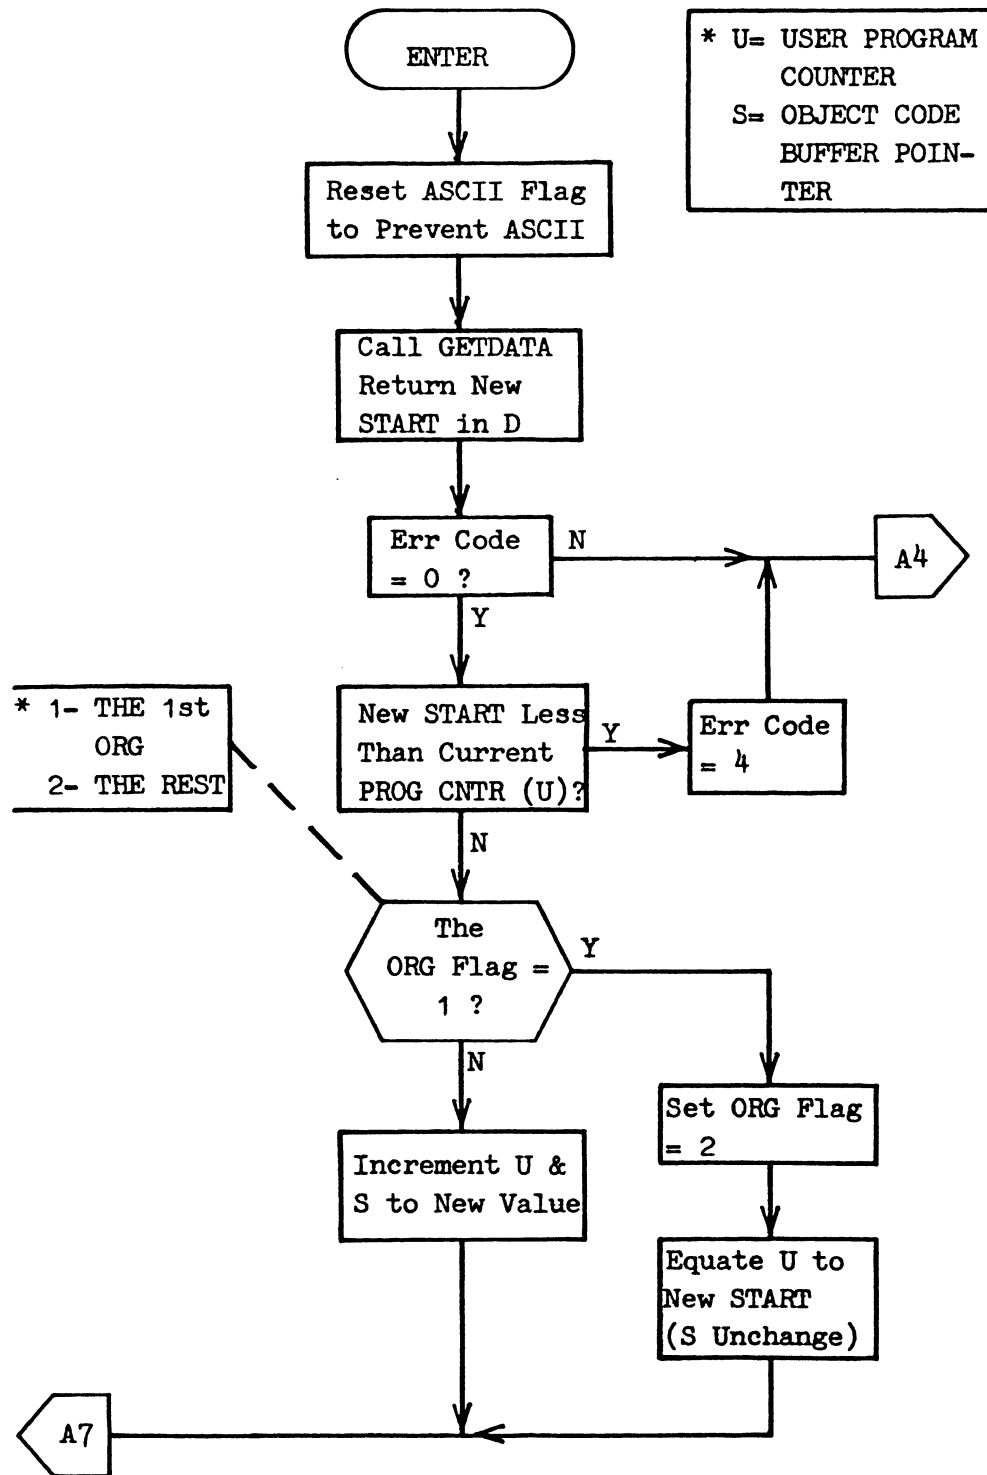 ENTER
* U= USER PROGRAM
COUNTER
S= OBJECT CODE
BUFFER POIN-
TER
Reset ASCII Flag
to Prevent ASCII
Call GETDATA
Return New
START in D
Err Code
= 0 ?
N
A4
Y
* 1- THE 1st
ORG
2- THE REST
New START Less
Than Current
PROG CNTR (U)?
Y
Err Code
= 4
N
The
ORG Flag =
1 ?
Y
N
Set ORG Flag
= 2
Increment U &
S to New Value
Equate U to
New START
(S Unchange)
A7